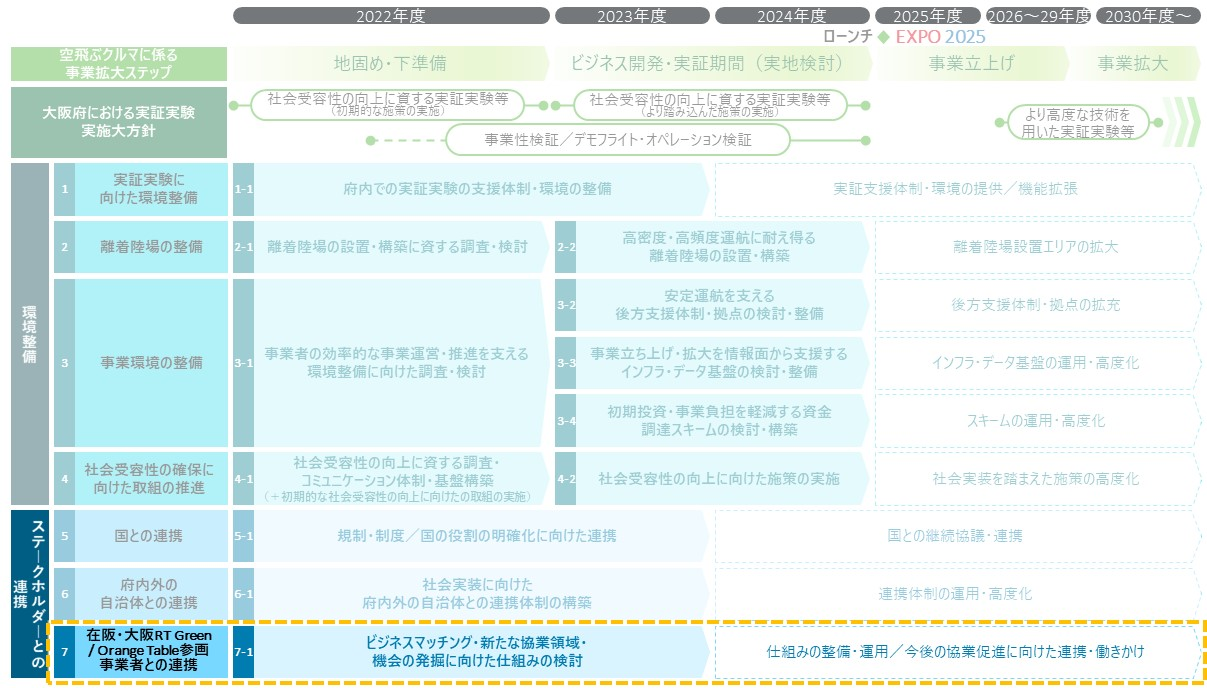 2022年度
2023年度
2024年度
2025年度
2026～29年度
2030年度～
ローンチ◆ EXPO 2025
空飛ぶクルマに係る
事業拡大ステップ
地固め・下準備
ビジネス開発・実証期間（実地検討）
事業立上げ
事業拡大
大阪府における実証実験
実施大方針
社会受容性の向上に資する実証実験等
（初期的な施策の実施）
社会受容性の向上に資する実証実験等
（より踏み込んだ施策の実施）
事業性検証／デモフライト・オペレーション検証
より高度な技術を
用いた実証実験等
環境整備
1
実証実験に
向けた環境整備
1-1
府内での実証実験の支援体制・環境の整備
実証支援体制・環境の提供／機能拡張
2
離着陸場の整備
2-1
離着陸場の設置・構築に資する調査・検討
2-2
高密度・高頻度運航に耐え得る
離着陸場の設置・構築
離着陸場設置エリアの拡大
3
事業環境の整備
3-1
事業者の効率的な事業運営・推進を支える
環境整備に向けた調査・検討
3-2
安定運航を支える
後方支援体制・拠点の検討・整備
後方支援体制・拠点の拡充
3-3
事業立ち上げ・拡大を情報面から支援する
インフラ・データ基盤の検討・整備
インフラ・データ基盤の運用・高度化
3-4
初期投資・事業負担を軽減する資金
調達スキームの検討・構築
スキームの運用・高度化
4
社会受容性の確保に
向けた取組の推進
4-1
社会受容性の向上に資する調査・
コミュニケーション体制・基盤構築
（＋初期的な社会受容性の向上に向けたの取組の実施）
4-2
社会受容性の向上に向けた施策の実施
社会実装を踏まえた施策の高度化
ステークホルダーとの
連携
5
国との連携
5-1
規制・制度／国の役割の明確化に向けた連携
国との継続協議・連携
6
府内外の
自治体との連携
6-1
社会実装に向けた
府内外の自治体との連携体制の構築
連携体制の運用・高度化
7
在阪・大阪RT Green
/ Orange Table参画
事業者との連携
7-1
ビジネスマッチング・新たな協業領域・
機会の発掘に向けた仕組みの検討
仕組みの整備・運用／今後の協業促進に向けた連携・働きかけ